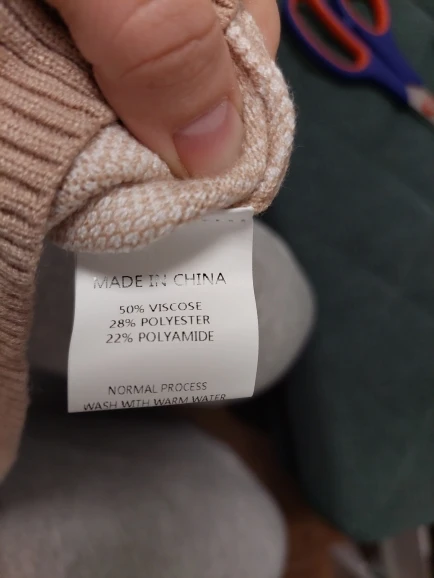 MADE IN CHINA
50% VISCOSE
28% POLYESTER
22% POLYAMIDE
NORMAL PROCESS
WASH WITH WARM WATER